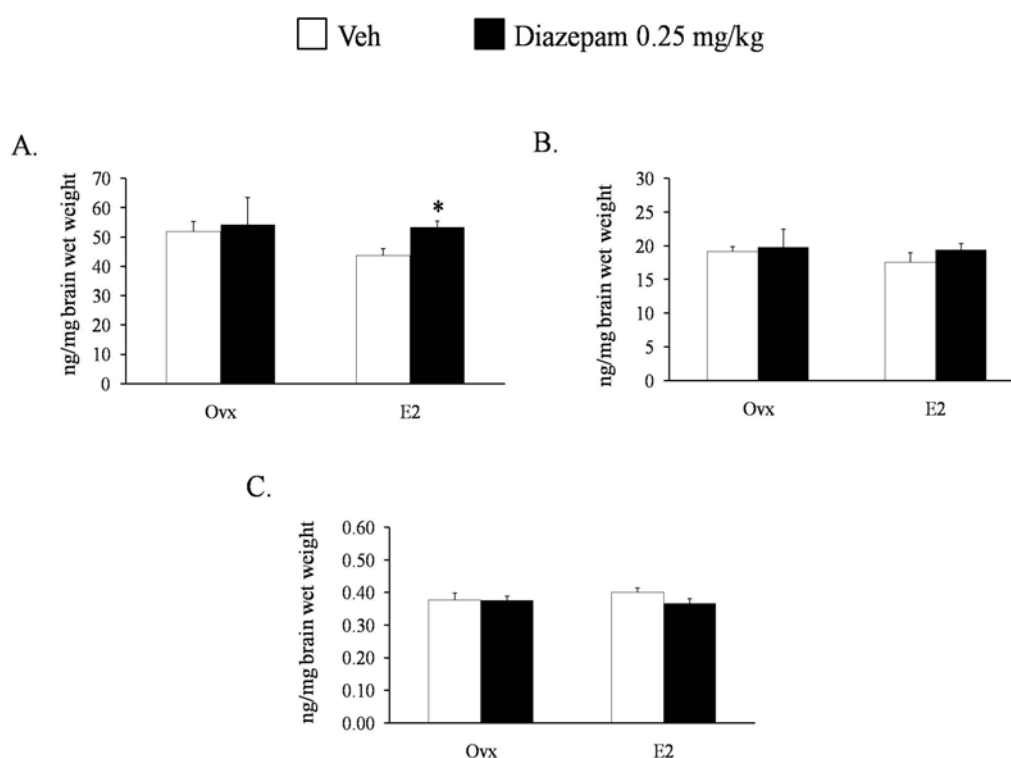 Veh Diazepam 0.25 mg/kg
A.
ng/mg brain wet weight
70
60
50
40
30
20
10
0
*
Ovx E2
B.
ng/mg brain wet weight
30
25
20
15
10
5
0
Ovx E2
C.
ng/mg brain wet weight
0.60
0.50
0.40
0.30
0.20
0.10
0.00
Ovx E2